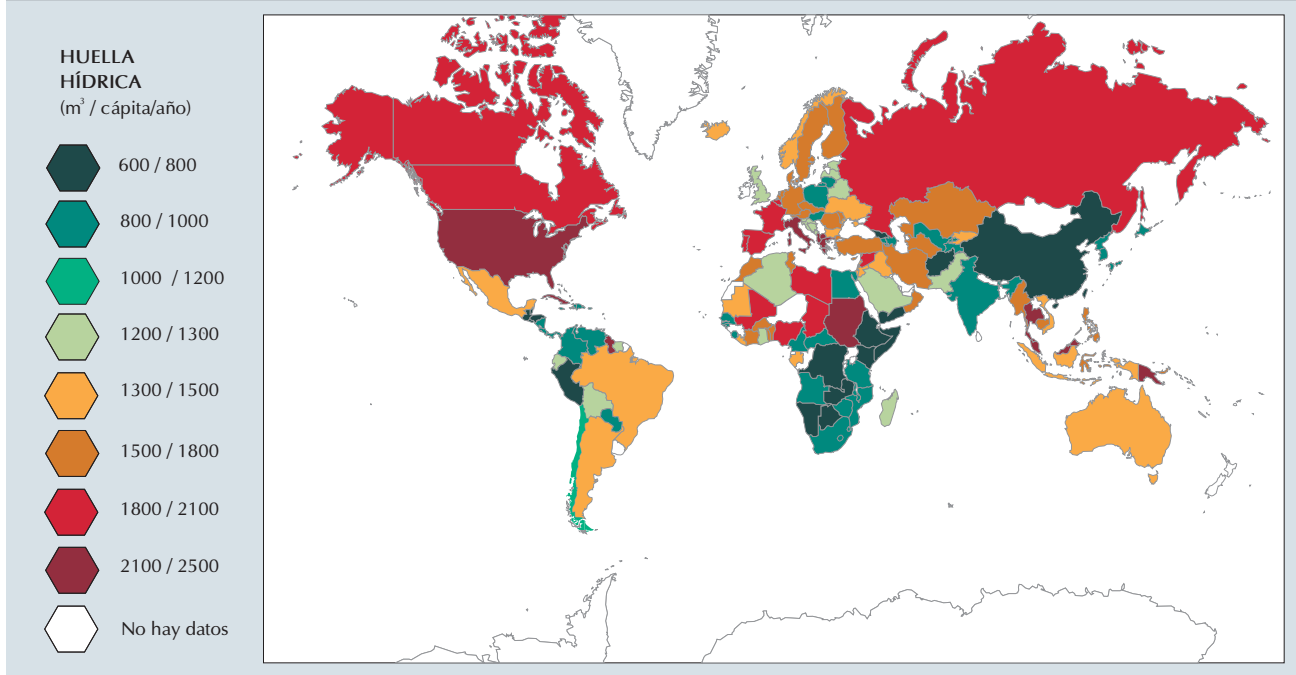 HUELLA
HÍDRICA
(m³ / cápita/año)
600 / 800
800 / 1000
1000 / 1200
1200 / 1300
1300 / 1500
1500 / 1800
1800 / 2100
2100 / 2500
No hay datos